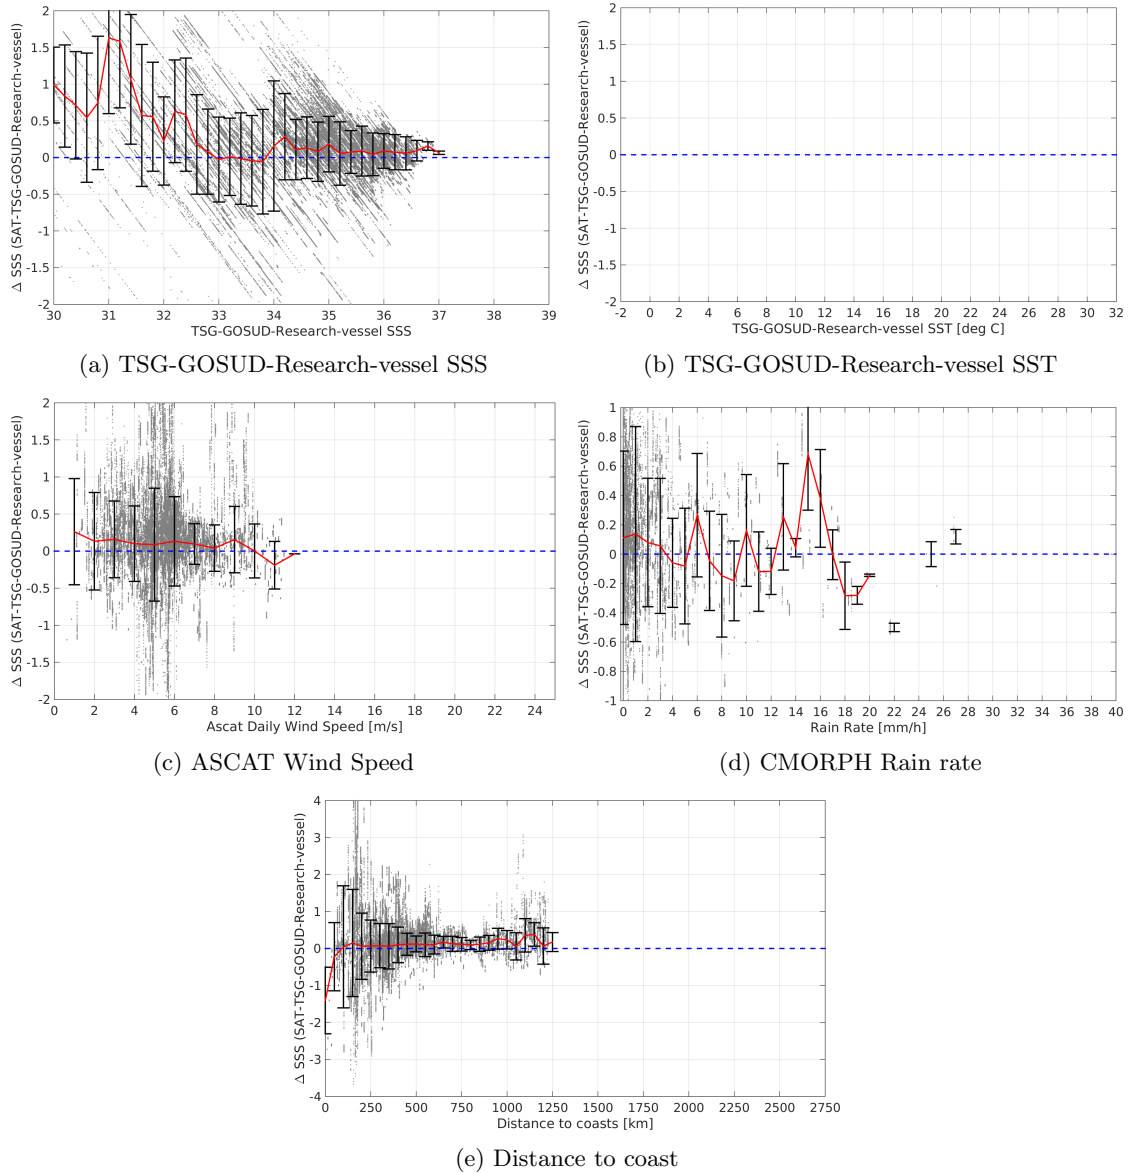 2
1.5
1
0.5
0
-0.5
-1
-1.5
-2
Δ SSS (SAT-TSG-GOSUD-Research-vessel)
30 31 32 33 34 35 36 37 38 39
TSG-GOSUD-Research-vessel SSS
(a) TSG-GOSUD-Research-vessel SSS
2
1.5
1
0.5
0
-0.5
-1
-1.5
-2
Δ SSS (SAT-TSG-GOSUD-Research-vessel)
-2 0 2 4 6 8 10 12 14 16 18 20 22 24 26 28 30 32
TSG-GOSUD-Research-vessel SST [deg C]
(b) TSG-GOSUD-Research-vessel SST
2
1.5
1
0.5
0
-0.5
-1
-1.5
-2
Δ SSS (SAT-TSG-GOSUD-Research-vessel)
0 2 4 6 8 10 12 14 16 18 20 22 24
Ascat Daily Wind Speed [m/s]
(c) ASCAT Wind Speed
1
0.8
0.6
0.4
0.2
0
-0.2
-0.4
-0.6
-0.8
-1
Δ SSS (SAT-TSG-GOSUD-Research-vessel)
0 2 4 6 8 10 12 14 16 18 20 22 24 26 28 30 32 34 36 38 40
Rain Rate [mm/h]
(d) CMORPH Rain rate
4
3
2
1
0
-1
-2
-3
-4
Δ SSS (SAT-TSG-GOSUD-Research-vessel)
0 250 500 750 1000 1250 1500 1750 2000 2250 2500 2750
Distance to coasts [km]
(e) Distance to coast